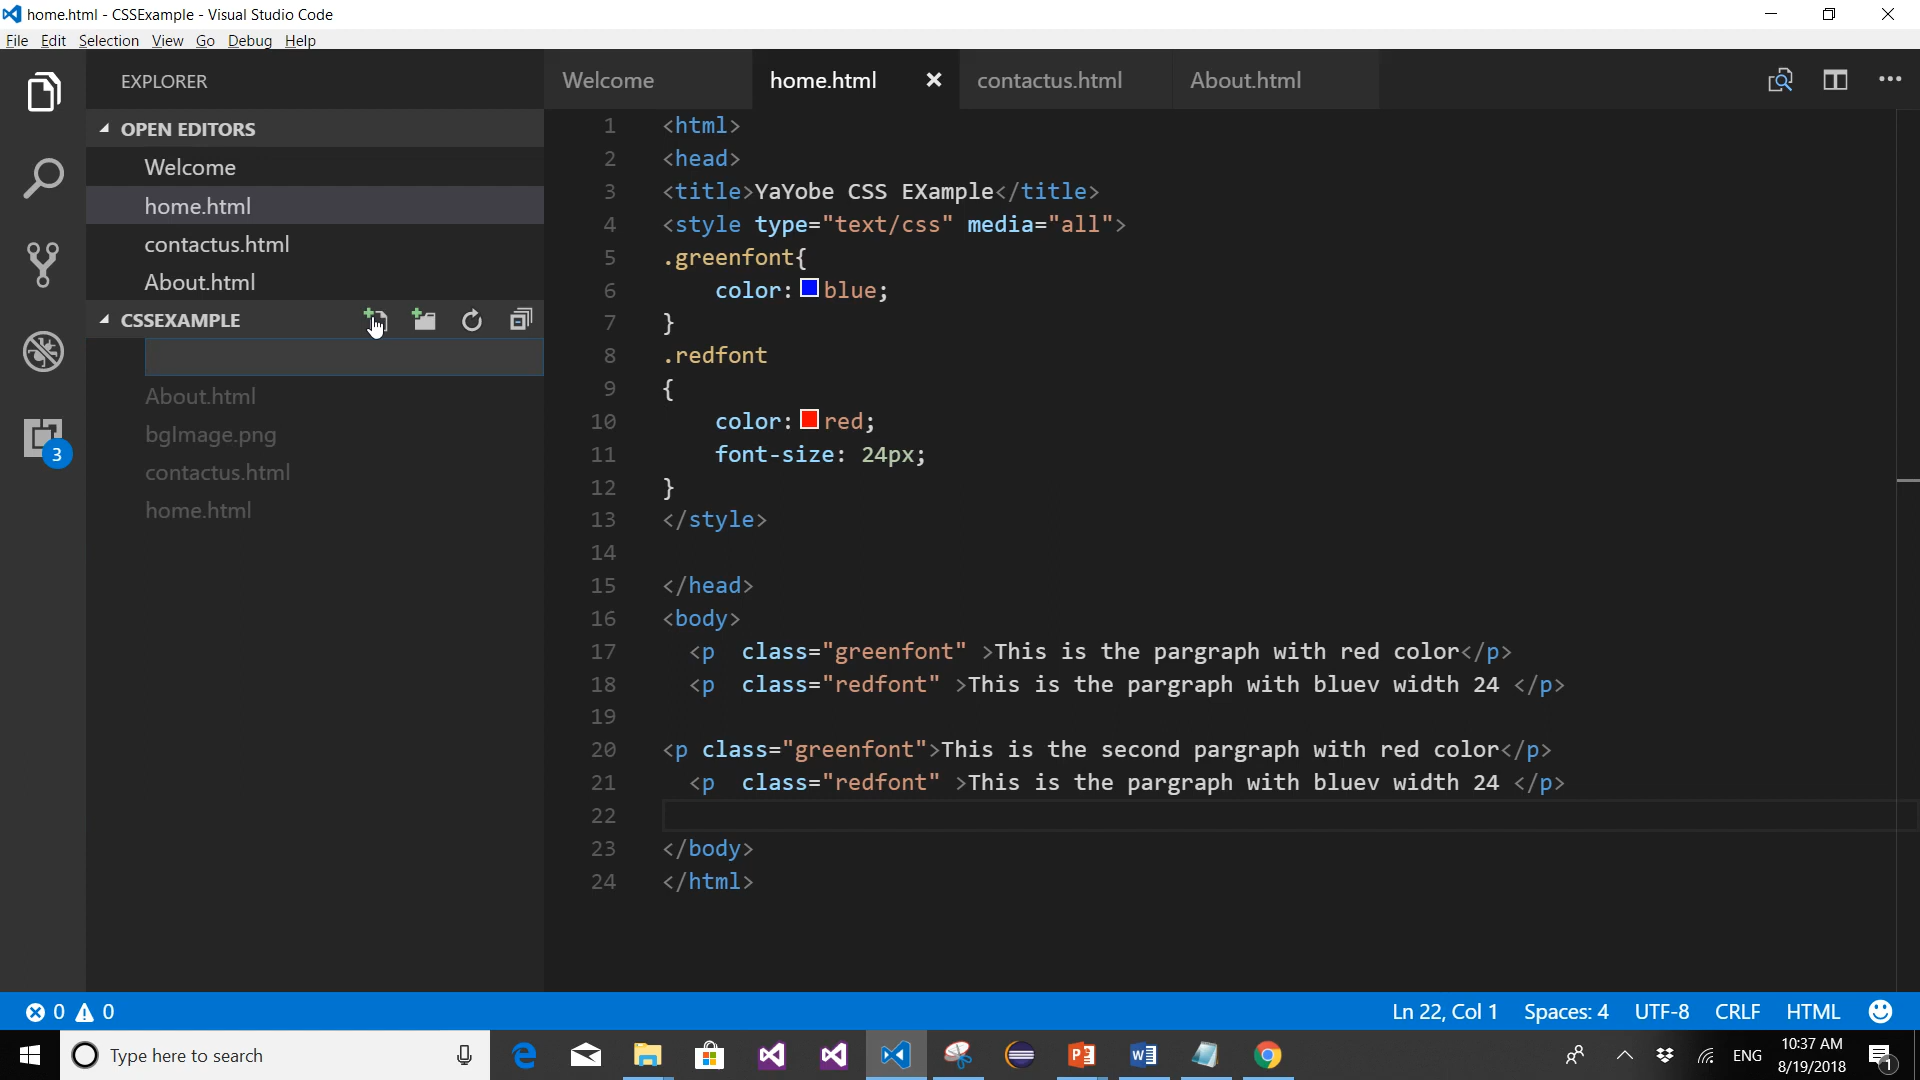 home.html - CSSExample - Visual Studio Code
File Edit Selection View Go Debug Help
EXPLORER
OPEN EDITORS
Welcome
home.html
contactus.html
About.html
CSSEXAMPLE
About.html
bgImage.png
contactus.html
home.html
3
Welcome home.html contactus.html About.html
1 <html>
2 <head>
3 <title>YaYobe CSS EXample</title>
4 <style type="text/css" media="all">
5 .greenfont{
6 color: blue;
7 }
8 .redfont
9 {
10 color: red;
11 font-size: 24px;
12 }
13 </style>
14
15 </head>
16 <body>
17 <p  class="greenfont" >This is the pargraph with red color</p>
18 <p  class="redfont" >This is the pargraph with bluev width 24 </p>
19
20 <p class="greenfont">This is the second pargraph with red color</p>
21 <p  class="redfont" >This is the pargraph with bluev width 24 </p>
22
23 </body>
24 </html>
0 0 Ln 22, Col 1 Spaces: 4 UTF-8 CRLF HTML
Type here to search
ENG
10:37 AM
8/19/2018
1